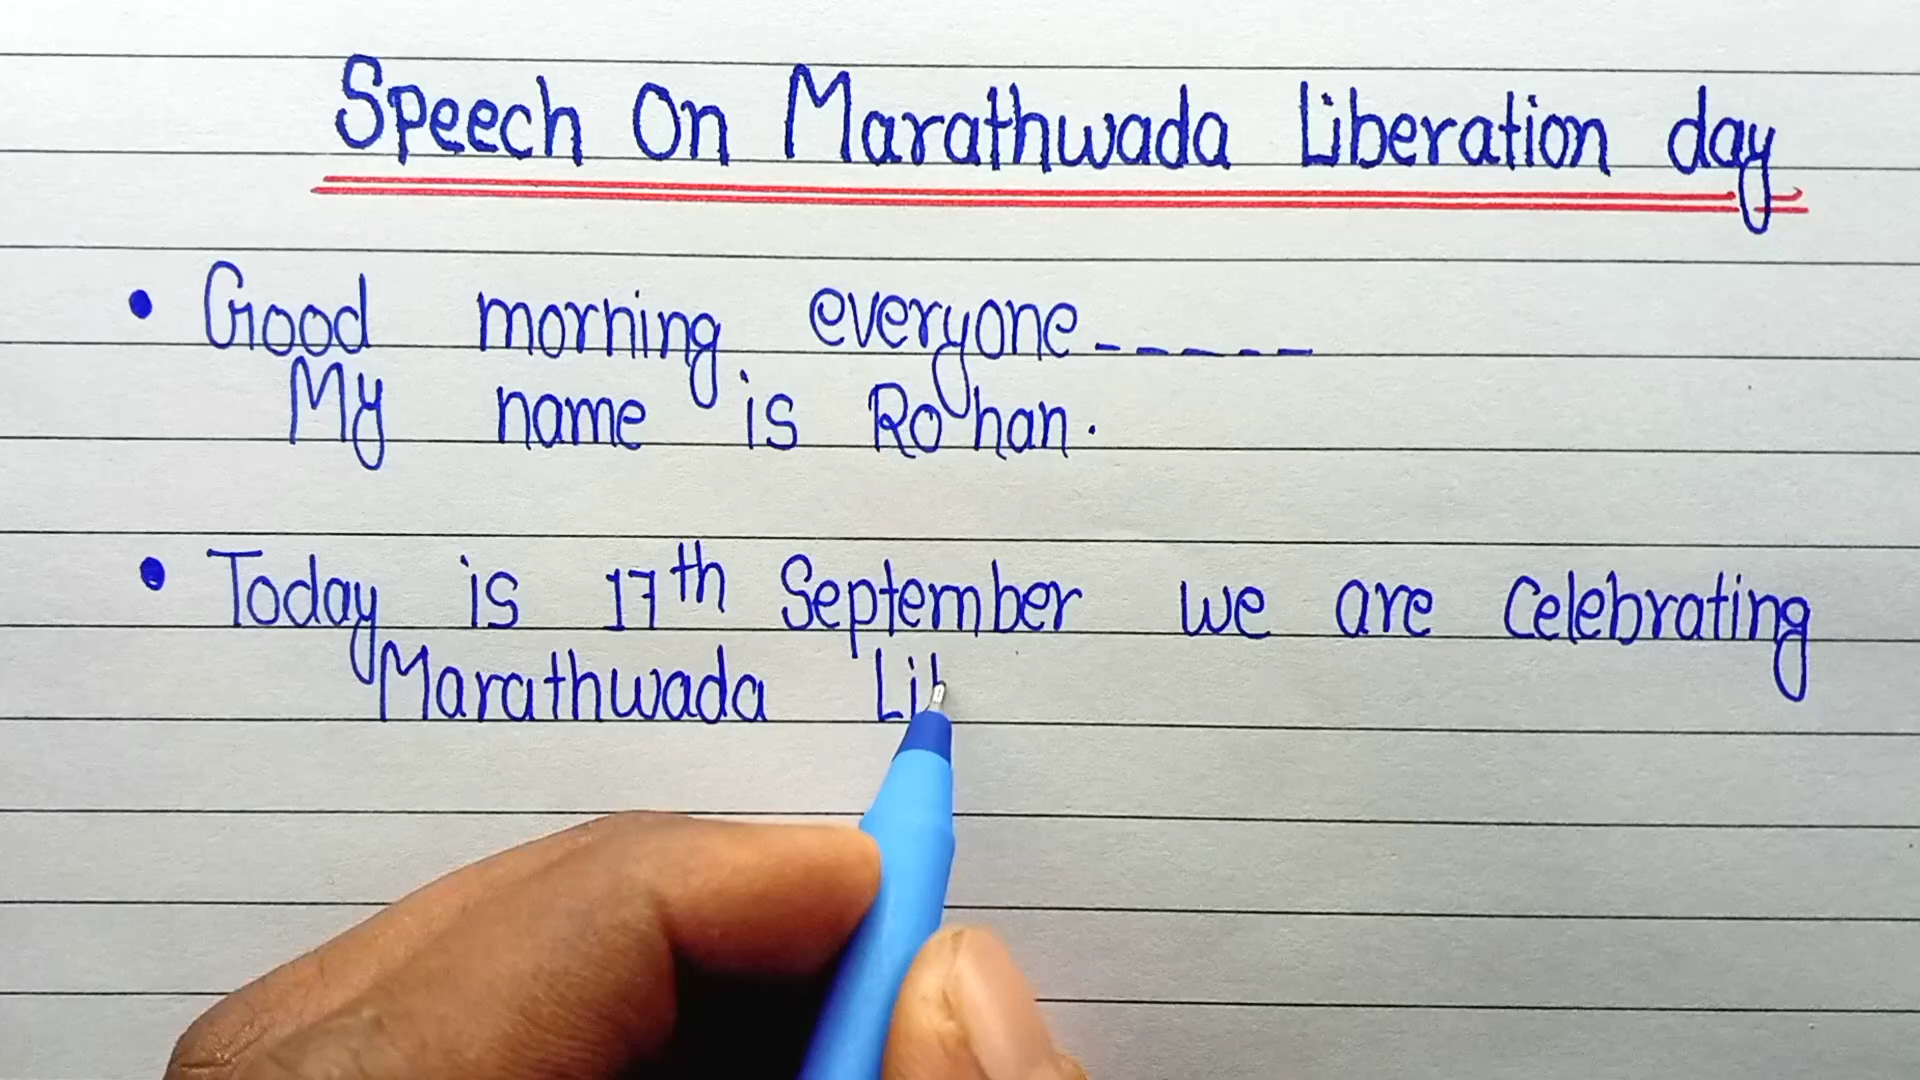 Speech On Marathwada Liberation day
• Good morning everyone-----
My name is Rohan.
• Today is 17th September we are Celebrating
Marathwada